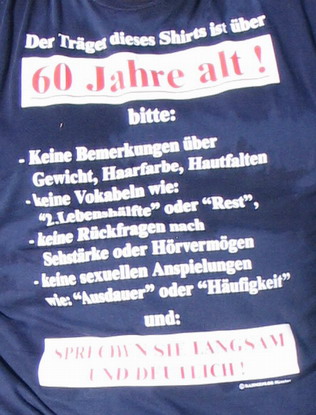 Der Träger dieses Shirts ist über
60 Jahre alt!
bitte:
- Keine Bemerkungen über
Gewicht, Haarfarbe, Hautfalten
- keine Vokabeln wie:
"2.Lebenshälfte" oder "Rest",
- keine Rückfragen nach
Sehstärke oder Hörvermögen
- keine sexuellen Anspielungen
wie: "Ausdauer" oder "Häufigkeit"
und:
SPRECHEN SIE LANGSAM
UND DEUTLICH!